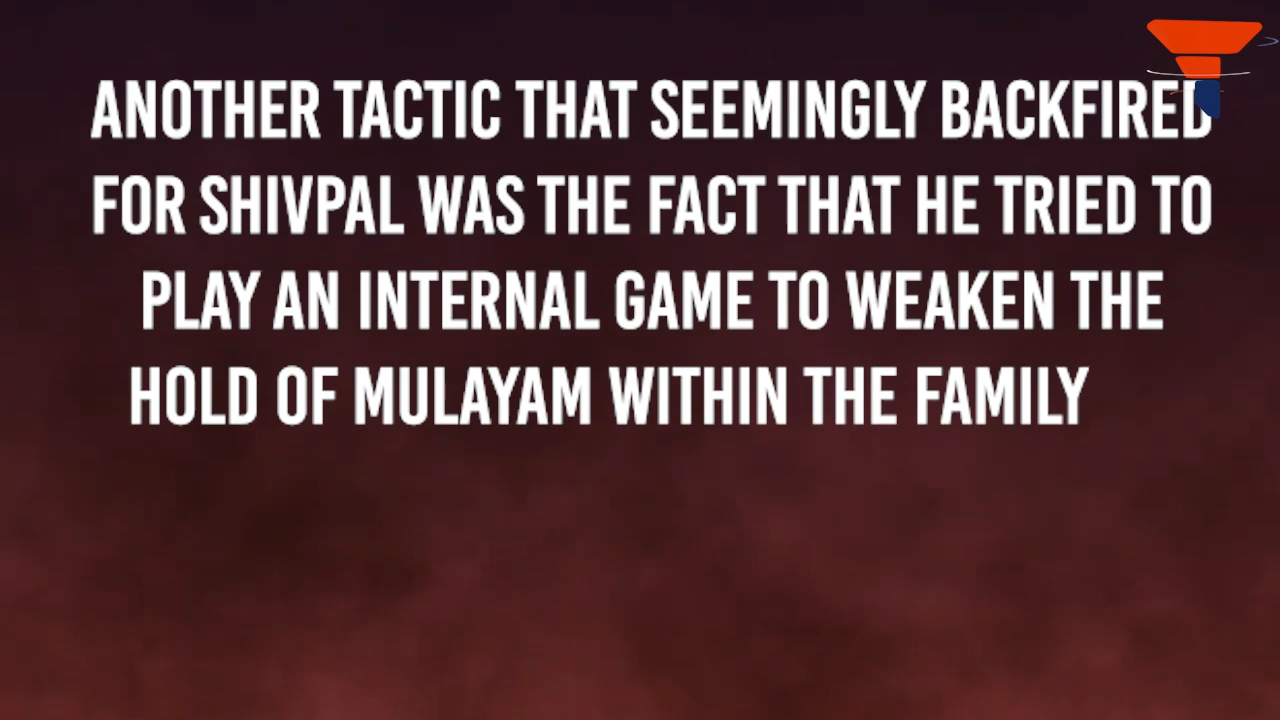 ANOTHER TACTIC THAT SEEMINGLY BACKFIRED
FOR SHIVPAL WAS THE FACT THAT HE TRIED TO
PLAY AN INTERNAL GAME TO WEAKEN THE
HOLD OF MULAYAM WITHIN THE FAMILY